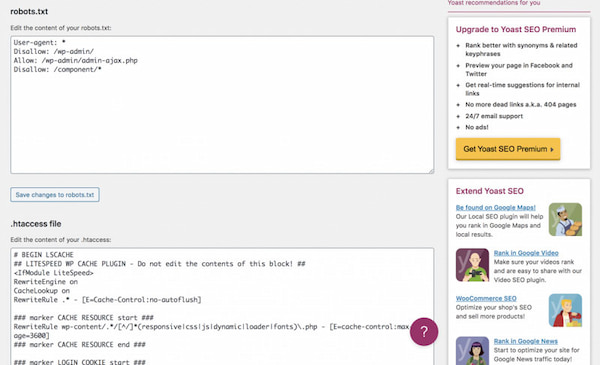 robots.txt
Edit the content of your robots.txt:
User-agent: *
Disallow: /wp-admin/
Allow: /wp-admin/admin-ajax.php
Disallow: /component/*
Save changes to robots.txt
.htaccess file
Edit the content of your .htaccess:
# BEGIN LSCACHE
## LITESPEED WP CACHE PLUGIN - Do not edit the contents of this block! ##
<IfModule LiteSpeed>
RewriteEngine on
CacheLookup on
RewriteRule .* - [E=Cache-Control:no-autoflush]
### marker CACHE RESOURCE start ###
RewriteRule wp-content/.*/[^/]*(responsive|css|js|dynamic|loader|fonts)\.php - [E=cache-control:max
age=3600]
### marker CACHE RESOURCE end ###
### marker LOGIN COOKIE start ###
?
Yoast recommendations for you
Upgrade to Yoast SEO Premium
+ Rank better with synonyms & related
keyphrases
+ Preview your page in Facebook and
Twitter
+ Get real-time suggestions for internal
links
+ No more dead links a.k.a. 404 pages
+ 24/7 email support
+ No ads!
Get Yoast SEO Premium ›
Extend Yoast SEO
Be found on Google Maps!
Our Local SEO plugin will help
you rank in Google Maps and
local results.
Rank in Google Video
Make sure your videos rank
and are easy to share with our
Video SEO plugin.
WooCommerce SEO
Optimize your shop's SEO
and sell more products!
Rank in Google News
Start to optimize your site for
Google News traffic today!